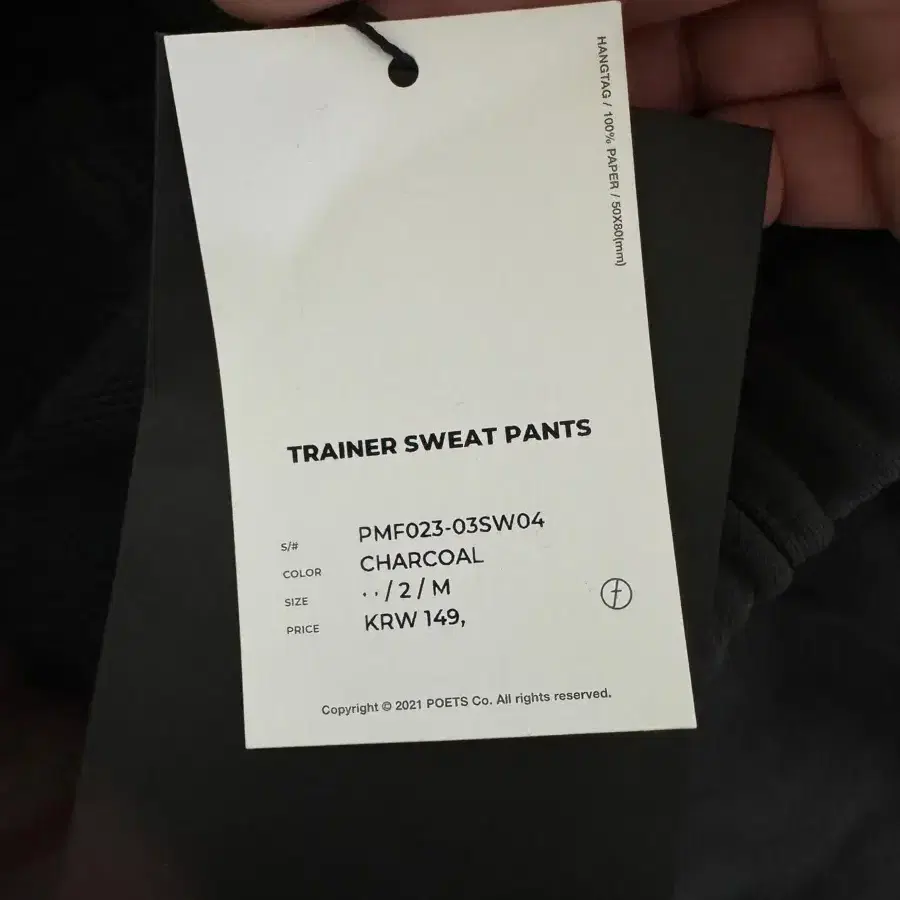 HANGTAG / 100% PAPER / 50X80(mm)
TRAINER SWEAT PANTS
S/# PMF023-03SW04
COLOR CHARCOAL
SIZE ··/ 2 / M
PRICE KRW 149,
Copyright © 2021 POETS Co. All rights reserved.